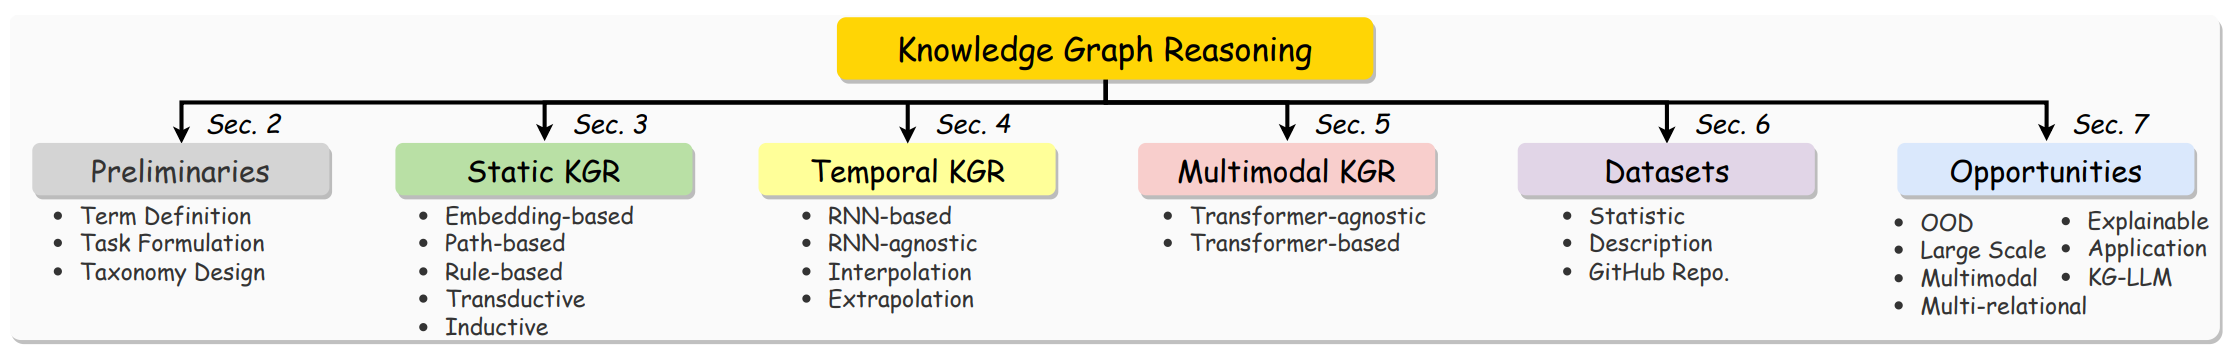 Knowledge Graph Reasoning
Sec. 2
Preliminaries
Term Definition
Task Formulation
Taxonomy Design
Sec. 3
Static KGR
Embedding-based
Path-based
Rule-based
Transductive
Inductive
Sec. 4
Temporal KGR
RNN-based
RNN-agnostic
Interpolation
Extrapolation
Sec. 5
Multimodal KGR
Transformer-agnostic
Transformer-based
Sec. 6
Datasets
Statistic
Description
GitHub Repo.
Sec. 7
Opportunities
OOD
Large Scale
Multimodal
Multi-relational
Explainable
Application
KG-LLM